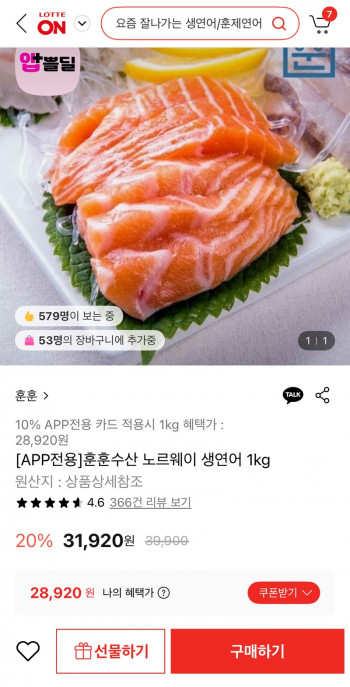 LOTTE
ON
요즘 잘나가는 생연어/훈제연어
7
앱쁠딜
훈
579명이 보는 중
53명의 장바구니에 추가중
1 | 1
훈훈
TALK
10% APP전용 카드 적용시 1kg 혜택가 :
28,920원
[APP전용]훈훈수산 노르웨이 생연어 1kg
원산지 : 상품상세참조
4.6 366건 리뷰 보기
20% 31,920원 39,900
28,920 원 나의 혜택가 ?
쿠폰받기
선물하기
구매하기